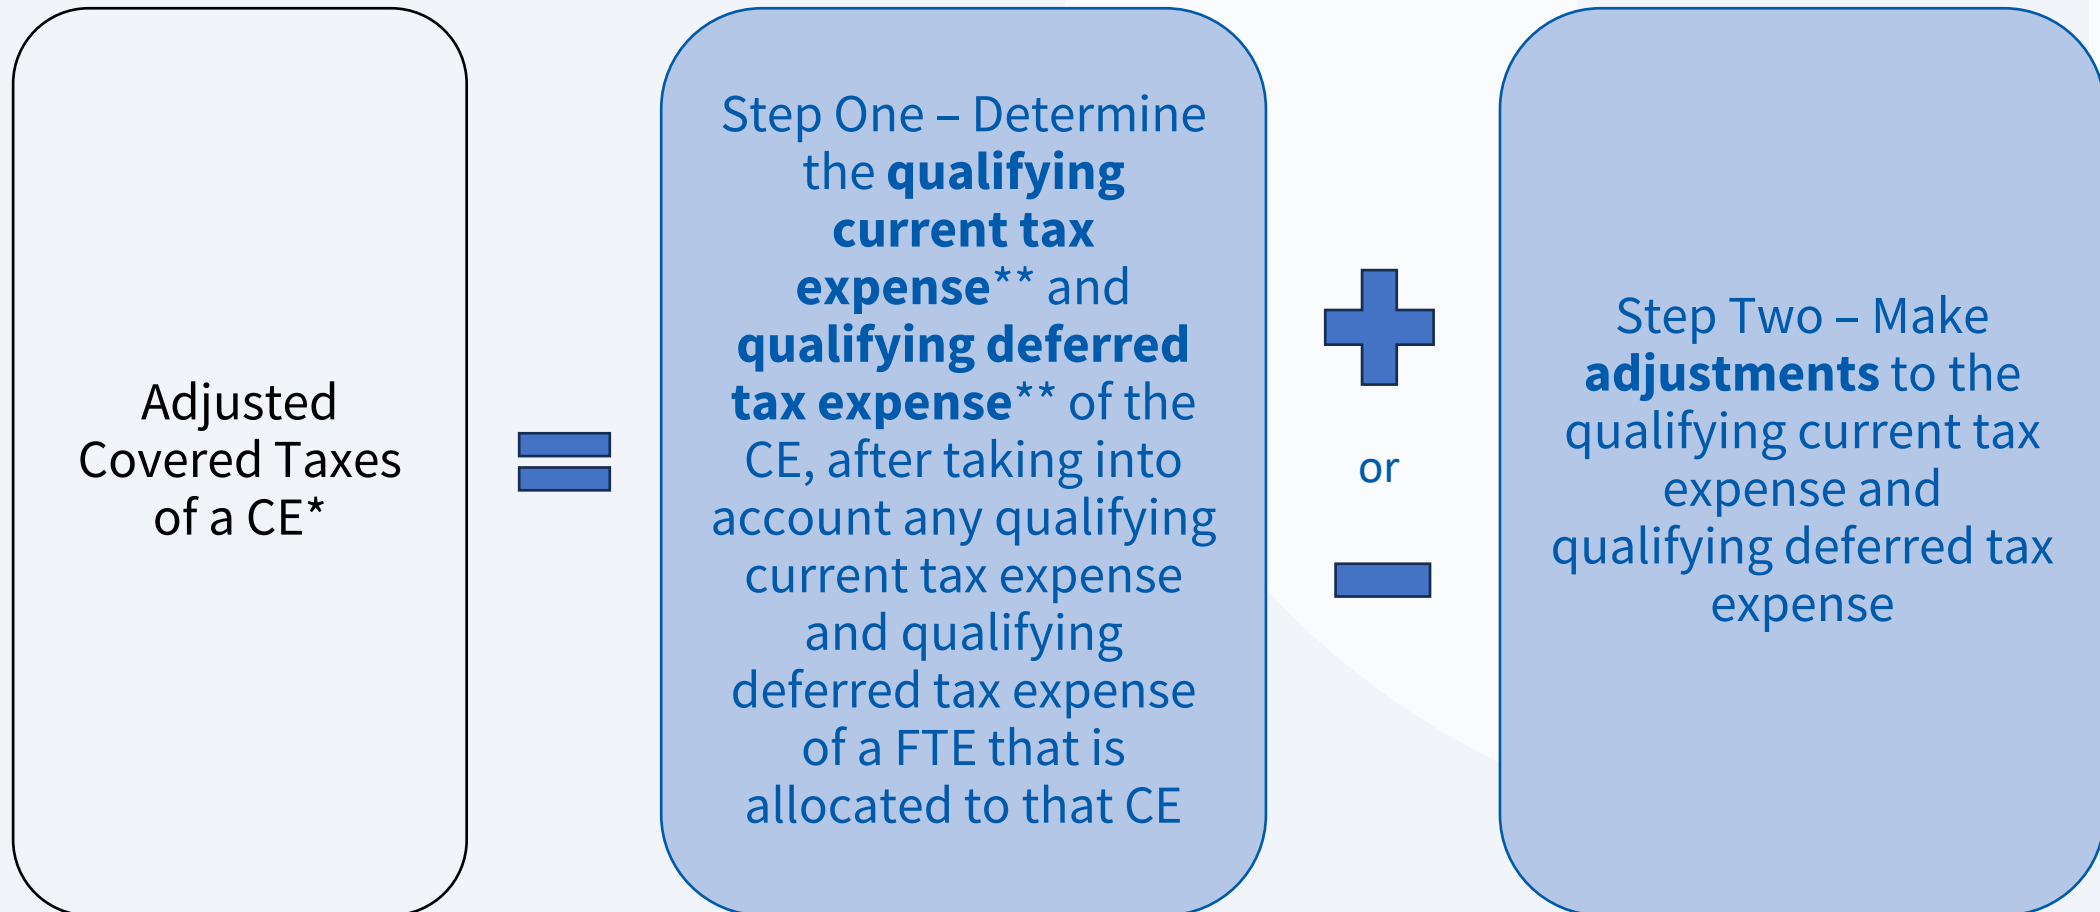 Adjusted
Covered Taxes
of a CE*
Step One – Determine
the qualifying
current tax
expense** and
qualifying deferred
tax expense** of the
CE, after taking into
account any qualifying
current tax expense
and qualifying
deferred tax expense
of a FTE that is
allocated to that CE
or
Step Two – Make
adjustments to the
qualifying current tax
expense and
qualifying deferred tax
expense